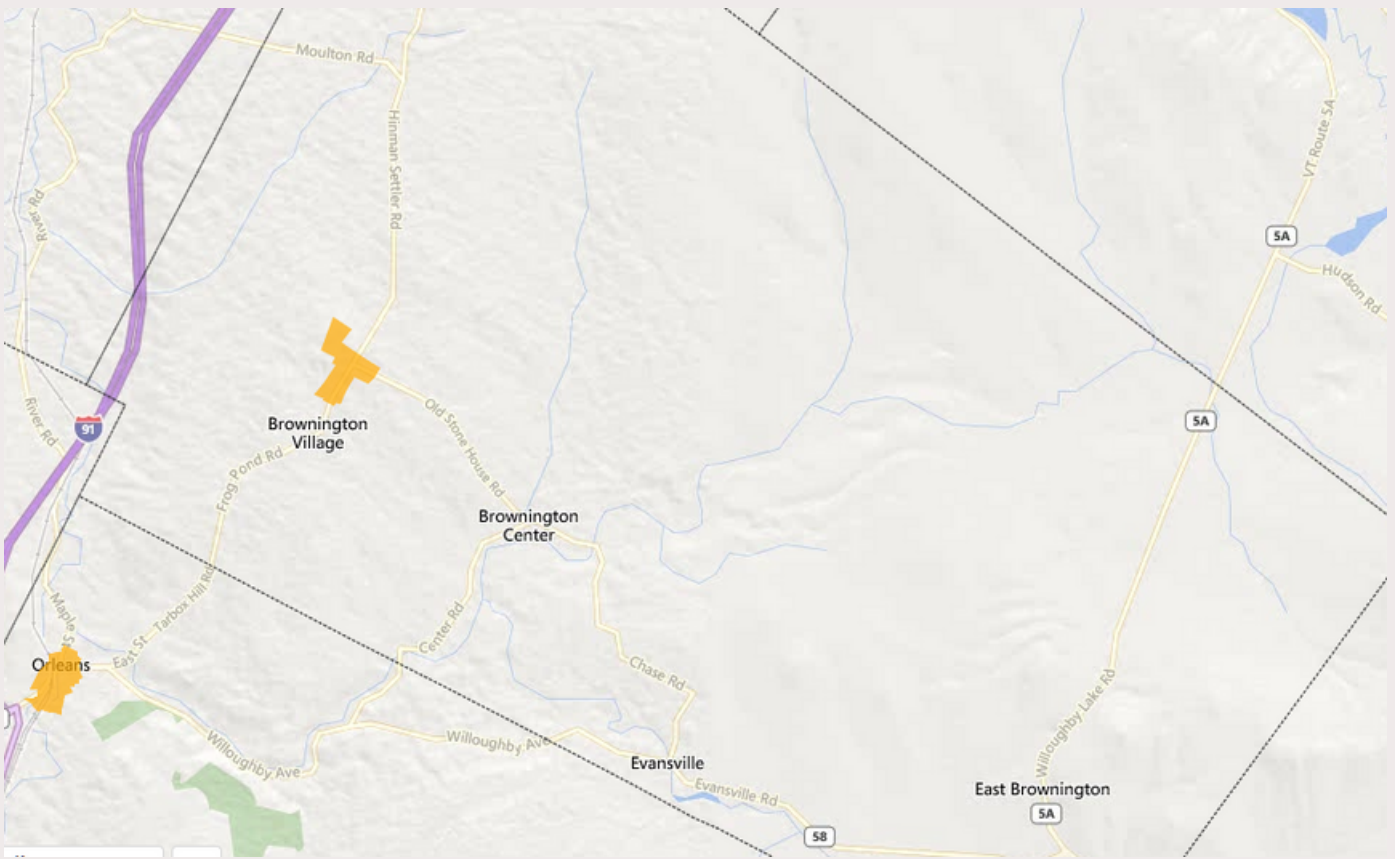 Moulton Rd
Hinman Settler Rd
VT Route 5A
River Rd
5A
Hudson Rd
River Rd
91
5A
Old Stone House Rd
Brownington
Village
Frog Pond Rd
Brownington
Center
Tarbox Hill Rd
Maple St
Center Rd
East St
Orleans
Chase Rd
Willoughby Lake Rd
Willoughby Ave
Willoughby Ave
Evansville
Evansville Rd
East Brownington
5A
58